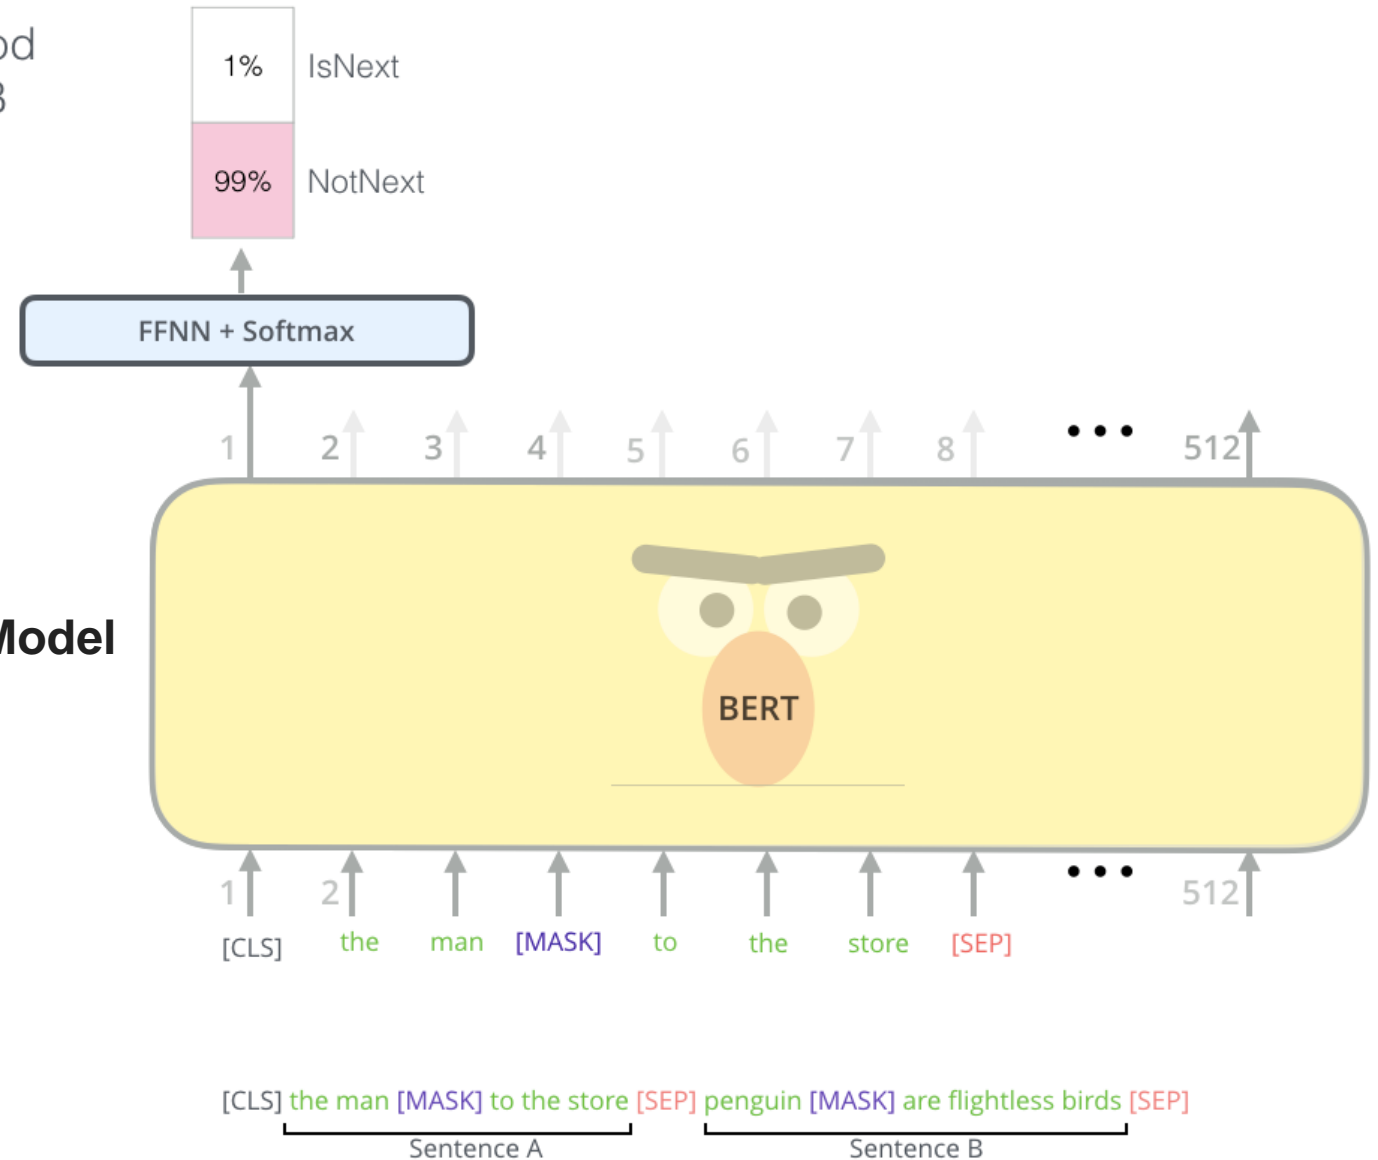 1% IsNext
99% NotNext
FFNN + Softmax
1 2 3 4 5 6 7 8 ••• 512
BERT
1 2 ••• 512
[CLS] the man [MASK] to the store [SEP]
[CLS] the man [MASK] to the store [SEP] penguin [MASK] are flightless birds [SEP]
Sentence A Sentence B